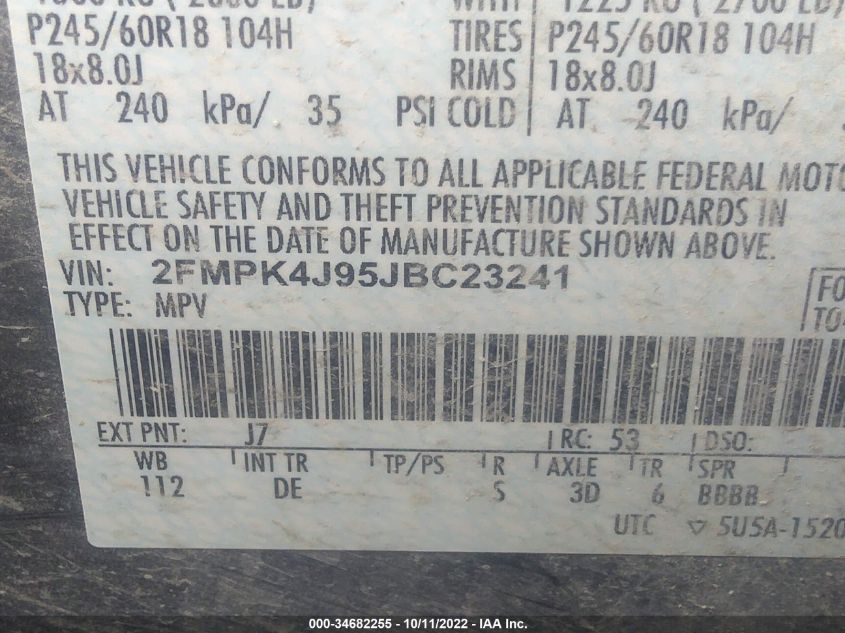 P245/60R18 104H TIRES P245/60R18 104H
18x8.0J RIMS 18x8.0J
AT 240 kPa/ 35 PSI COLD AT 240 kPa/
THIS VEHICLE CONFORMS TO ALL APPLICABLE FEDERAL MOTO
VEHICLE SAFETY AND THEFT PREVENTION STANDARDS IN
EFFECT ON THE DATE OF MANUFACTURE SHOWN ABOVE.
VIN: 2FMPK4J95JBC23241
FO
TYPE: MPV
TO4
EXT PNT: J7 RC: 53 DSO:
WB INT TR TP/PS R AXLE TR SPR
112 DE S 3D 6 BBBB
UTC ▽ 5U5A-1520
000-34682255 - 10/11/2022 - IAA Inc.